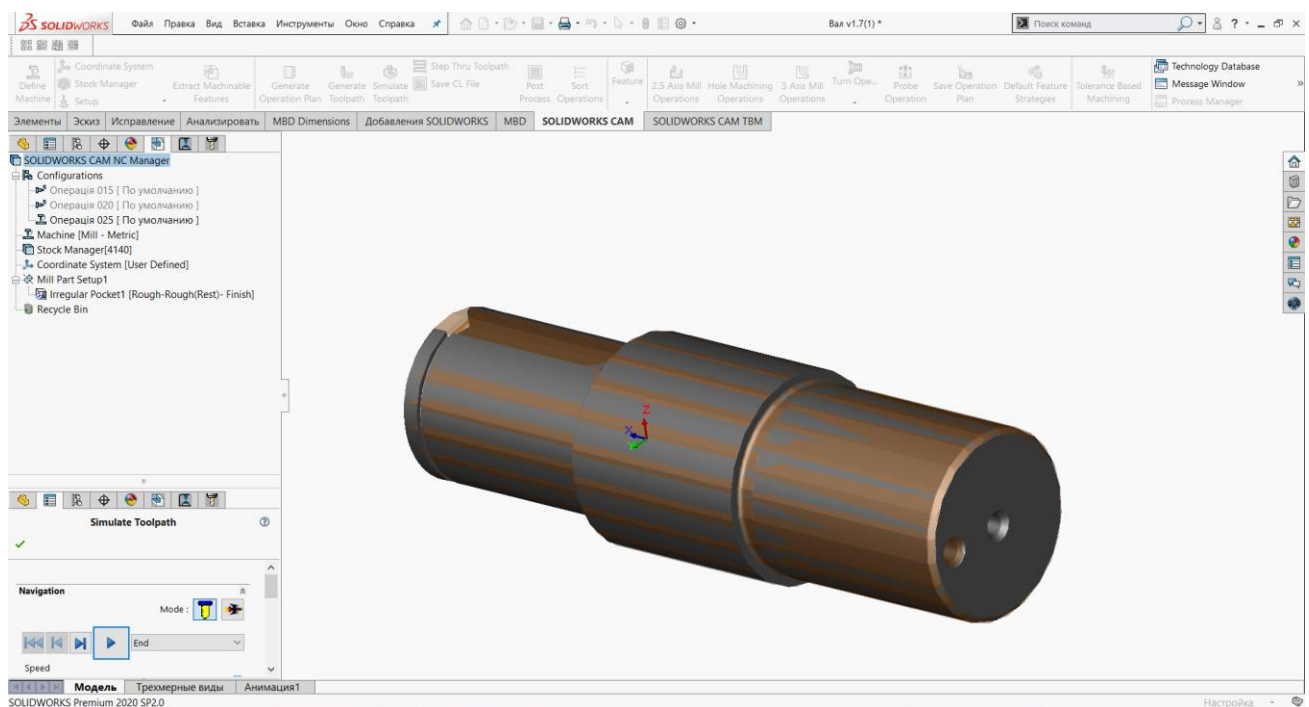 SOLIDWORKS Файл Правка Вид Вставка Инструменты Окно Справка Вал v1.7(1) * Поиск команд
Coordinate System Step Thru Toolpath Technology Database
Define Stock Manager Extract Machinable Generate Generate Simulate Save CL File Post Sort Feature 2.5 Axis Mill Hole Machining 3 Axis Mill Turn Ope... Probe Save Operation Default Feature Tolerance Based Message Window
Machine Setup Features Operation Plan Toolpath Toolpath Process Operations Operations Operations Operations Operation Plan Strategies Machining Process Manager
Элементы Эскиз Исправление Анализировать MBD Dimensions Добавления SOLIDWORKS MBD SOLIDWORKS CAM SOLIDWORKS CAM TBM
SOLIDWORKS CAM NC Manager
Configurations
Операція 015 [ По умолчанию ]
Операція 020 [ По умолчанию ]
Операція 025 [ По умолчанию ]
Machine [Mill - Metric]
Stock Manager[4140]
Coordinate System [User Defined]
Mill Part Setup1
Irregular Pocket1 [Rough-Rough(Rest)- Finish]
Recycle Bin
Z
X
Y
Simulate Toolpath
Navigation
Mode :
End
Speed
Модель Трехмерные виды Анимация1
SOLIDWORKS Premium 2020 SP2.0 Настройка